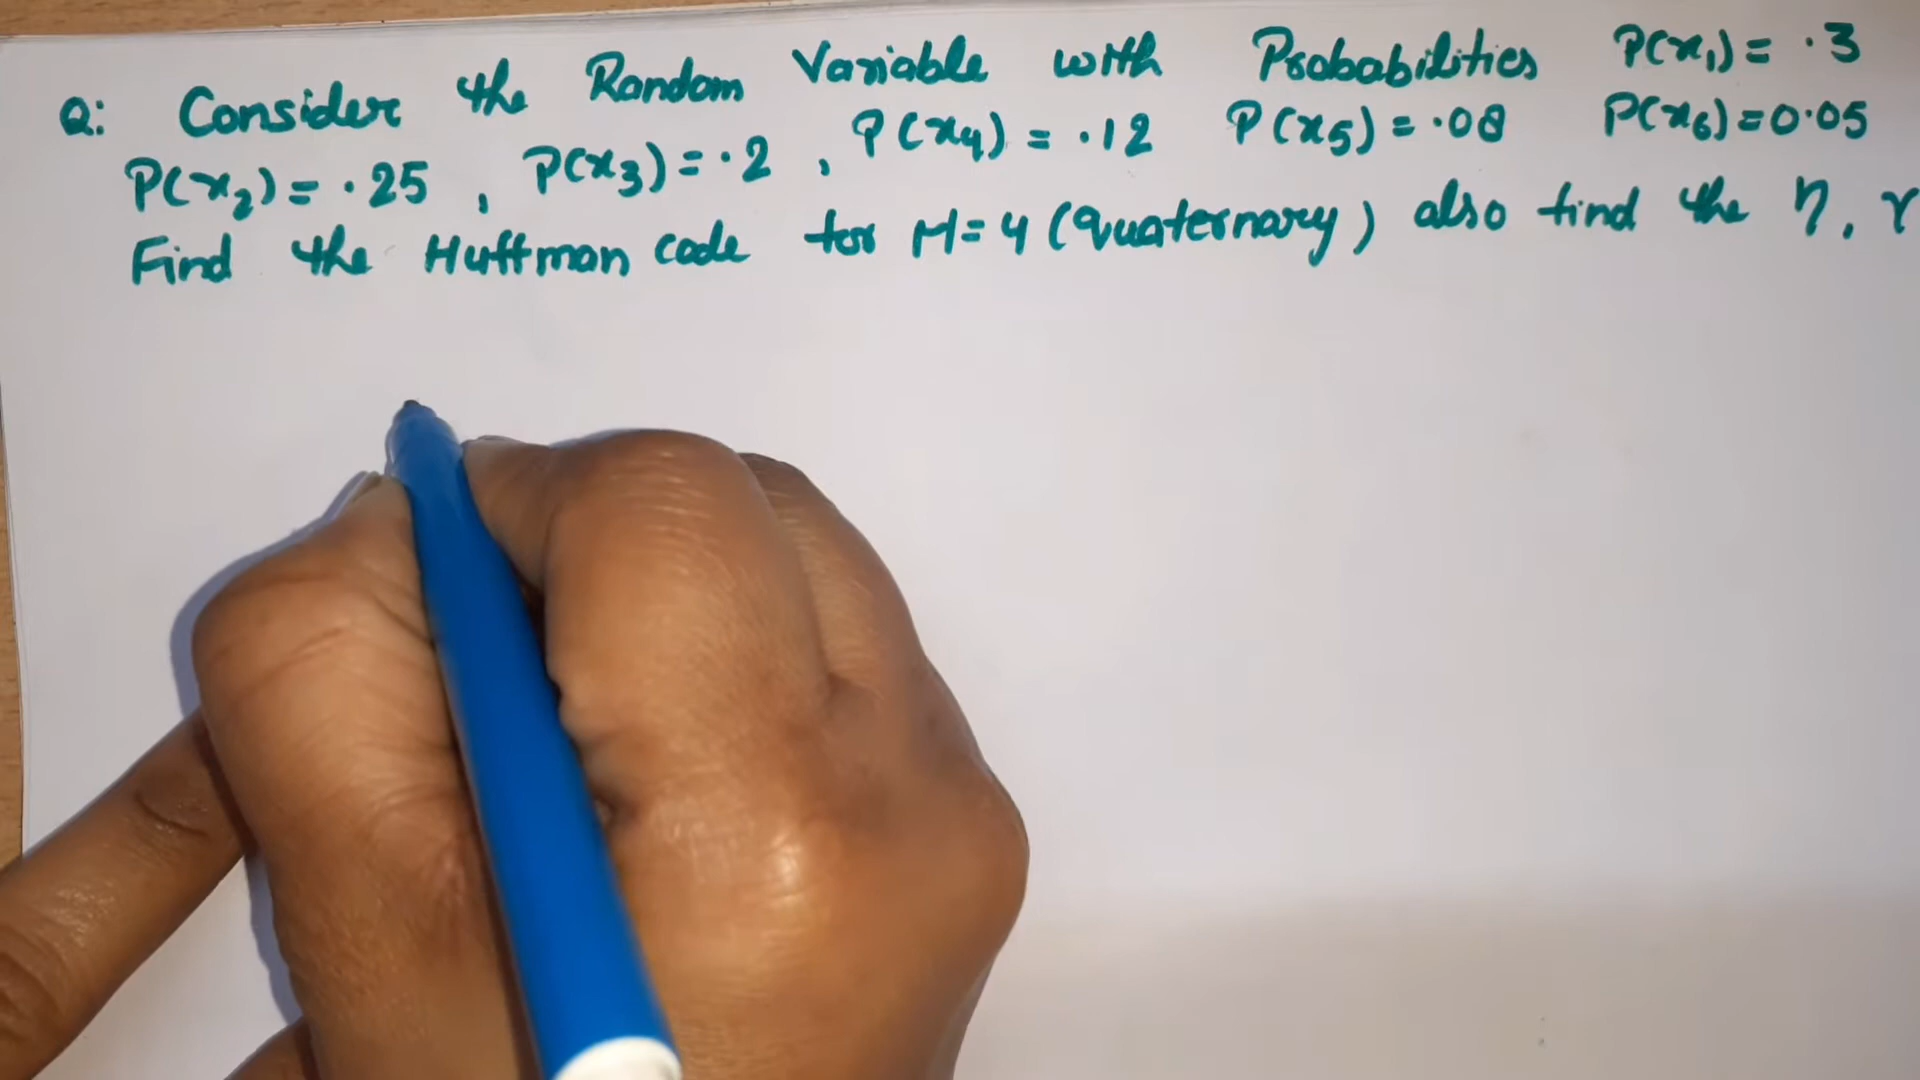 Q: Consider the Random Variable with Probabilities P(x₁) = .3
P(x₂) = .25 , P(x₃) = .2 , P(x₄) = .12 P(x₅) = .08 P(x₆) = 0.05
Find the Huffman code for M=4 (Quaternary) also find the η, γ